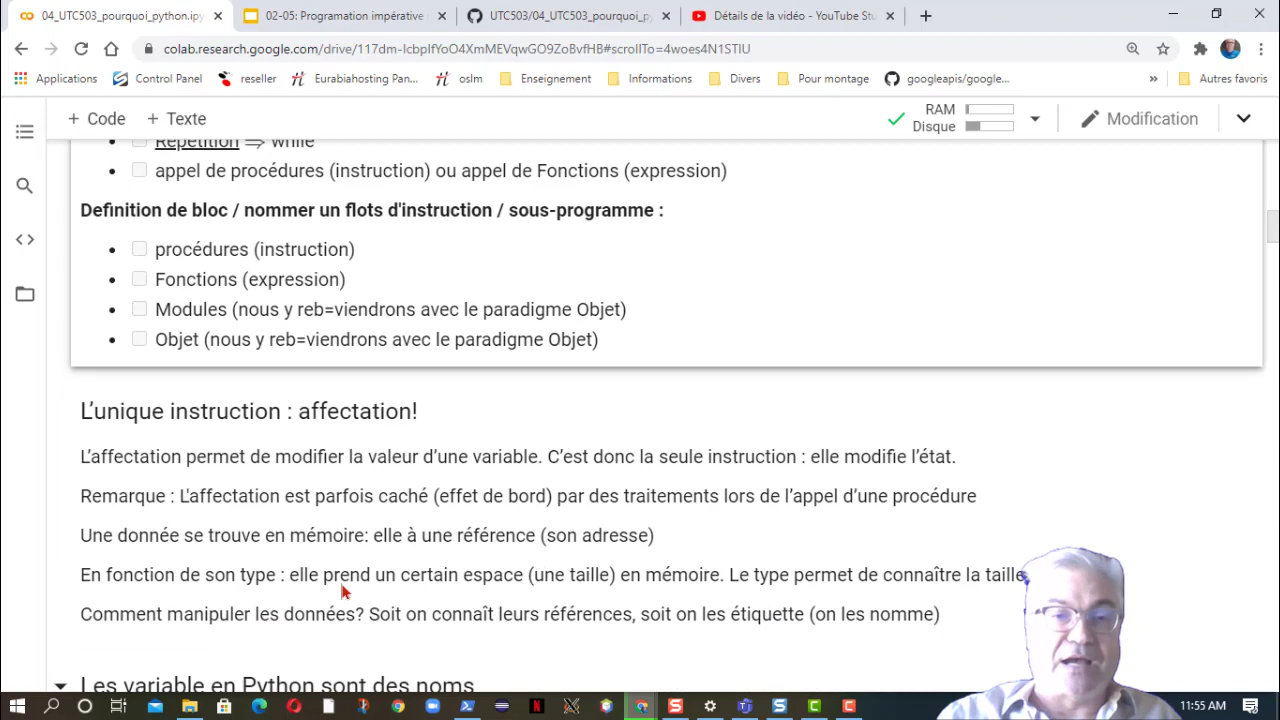 04_UTC503_pourquoi_python.ipyn
02-05: Programation impérative
UTC503/04_UTC503_pourquoi_p
Détails de la vidéo - YouTube Stu
colab.research.google.com/drive/117dm-IcbpIfYoO4XmMEVqwGO9ZoBvfHB#scrollTo=4woes4N1STIU
Applications
Control Panel
reseller
Eurabiahosting Pan...
oslm
Enseignement
Informations
Divers
Pour montage
googleapis/google...
»
Autres favoris
+ Code
+ Texte
RAM
Disque
Modification
Répétition ⟹ while
• appel de procédures (instruction) ou appel de Fonctions (expression)
Definition de bloc / nommer un flots d'instruction / sous-programme :
• procédures (instruction)
• Fonctions (expression)
• Modules (nous y reb=viendrons avec le paradigme Objet)
• Objet (nous y reb=viendrons avec le paradigme Objet)
L’unique instruction : affectation!
L’affectation permet de modifier la valeur d’une variable. C’est donc la seule instruction : elle modifie l’état.
Remarque : L'affectation est parfois caché (effet de bord) par des traitements lors de l’appel d’une procédure
Une donnée se trouve en mémoire: elle à une référence (son adresse)
En fonction de son type : elle prend un certain espace (une taille) en mémoire. Le type permet de connaître la taille
Comment manipuler les données? Soit on connaît leurs références, soit on les étiquette (on les nomme)
Les variable en Python sont des noms
11:55 AM